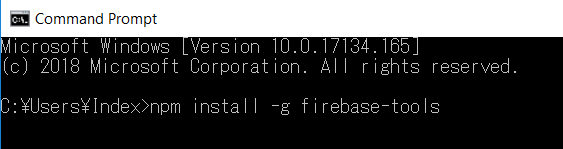 Command Prompt
Microsoft Windows [Version 10.0.17134.165]
(c) 2018 Microsoft Corporation. All rights reserved.
C:¥Users¥Index>npm install -g firebase-tools